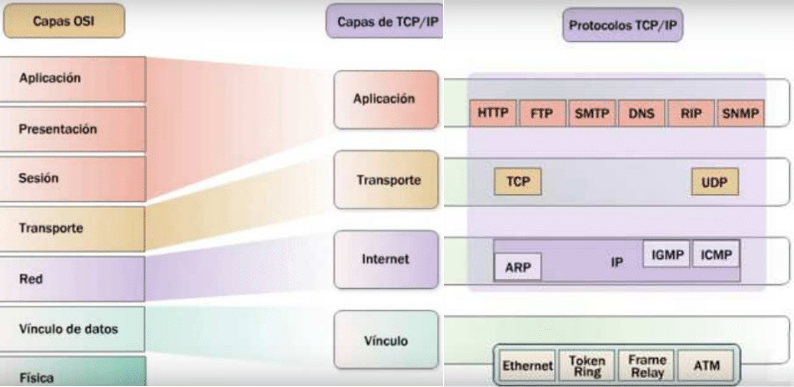 Capas OSI
Capas de TCP/IP
Protocolos TCP/IP
Aplicación
Presentación
Sesión
Transporte
Red
Vínculo de datos
Física
Aplicación
Transporte
Internet
Vínculo
HTTP FTP SMTP DNS RIP SNMP
TCP UDP
ARP IP IGMP ICMP
Ethernet Token Ring Frame Relay ATM